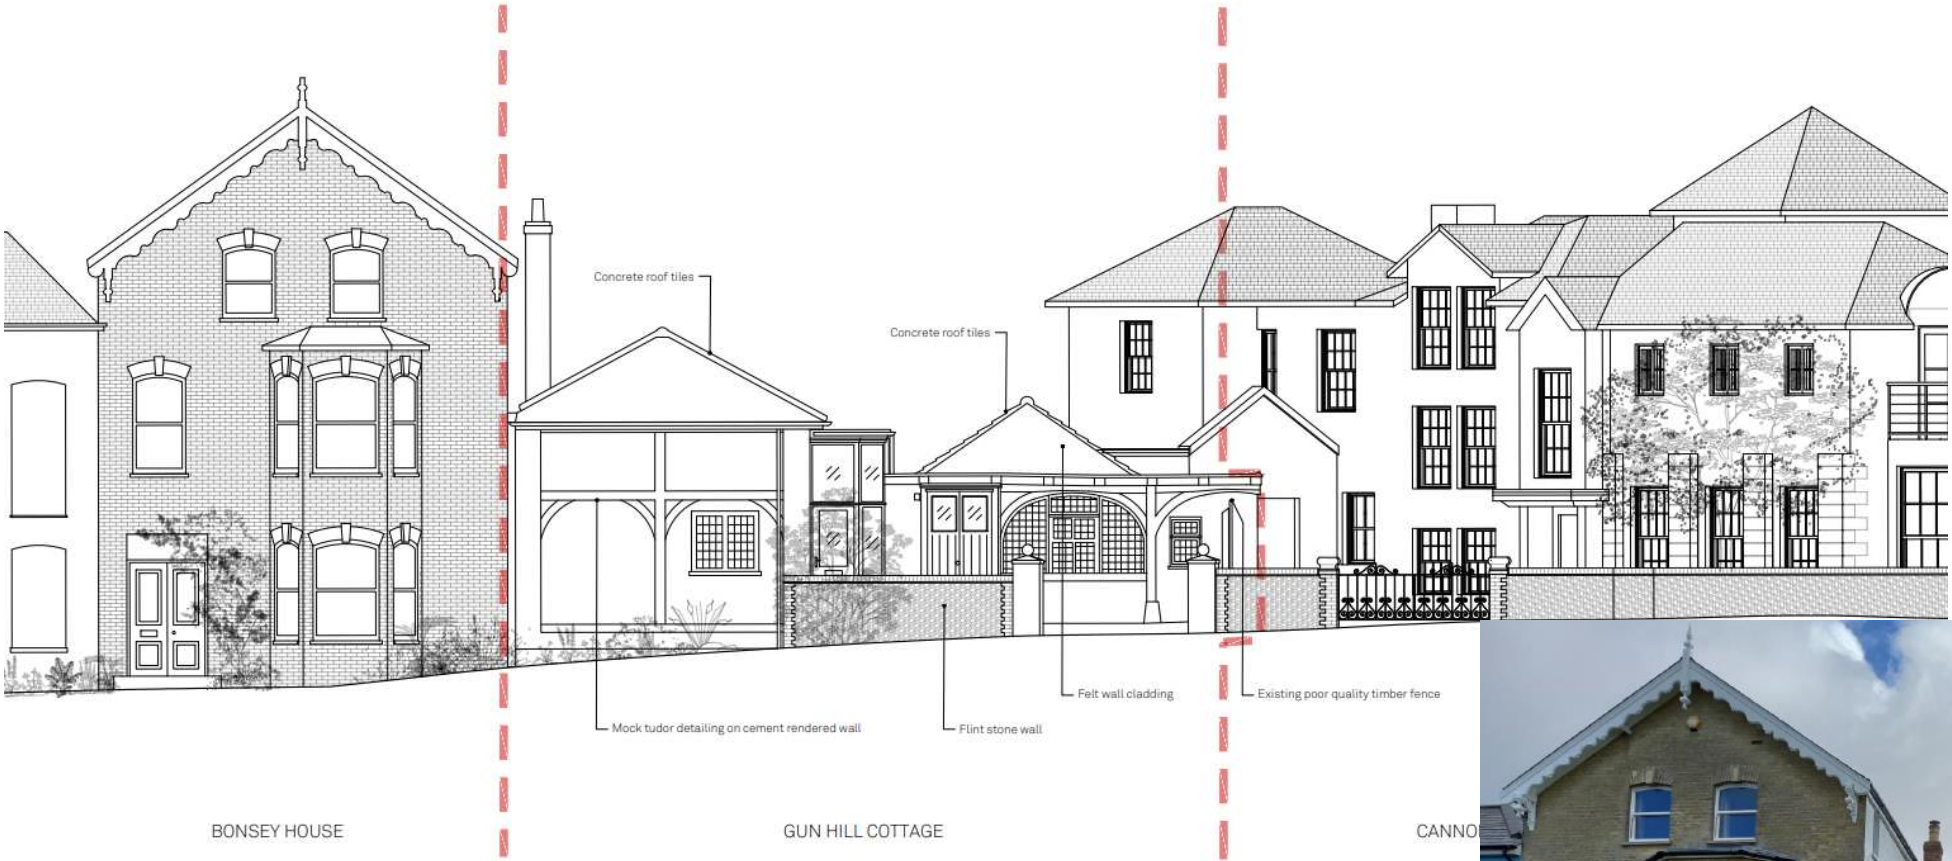 Concrete roof tiles
Concrete roof tiles
Felt wall cladding
Existing poor quality timber fence
Mock tudor detailing on cement rendered wall
Flint stone wall
BONSEY HOUSE
GUN HILL COTTAGE